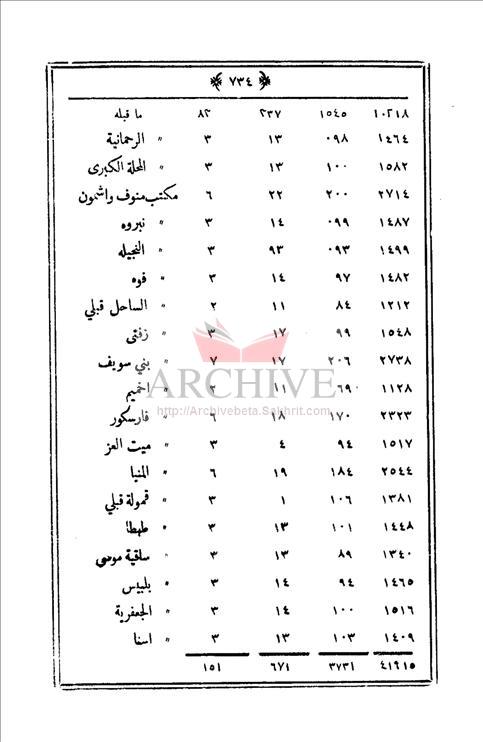 ﴿ ٧٣٤ ﴾
١٠٢١٨ ١٥٤٥ ٢٣٧ ٨٢ ما قبله
١٤٦٤ ٠٩٨ ١٣ ٣ " الرحمانية
١٥٨٢ ١٠٠ ١٣ ٣ " المحلة الكبرى
٢٧١٤ ٢٠٠ ٢٢ ٦ مكتب منوف واشمون
١٤٨٧ ٠٩٩ ١٤ ٣ " نبروه
١٤٩٩ ٠٩٣ ٩٣ ٣ " النجيله
١٤٨٢ ٩٧ ١٤ ٣ " فوه
١٢١٢ ٨٤ ١١ ٢ " الساحل قبلي
١٥٤٨ ٩٩ ١٧ ٣ " زفتى
٢٧٣٨ ٢٠٦ ١٧ ٧ " بني سويف
١١٢٨ ٦٩٠ ١١ ٢ " اخميم
٢٣٢٣ ١٧٠ ١٨ ٦ " فارسكور
١٥١٧ ٩٤ ٤ ٣ " ميت العز
٢٥٤٤ ١٨٤ ١٩ ٦ " المنيا
١٣٨١ ١٠٦ ١ ٣ " قمولة قبلي
١٤٤٨ ١٠١ ١٣ ٣ " طهطا
١٣٤٠ ٨٩ ١٣ ٣ " ساقية موسى
١٤٦٥ ٩٤ ١٤ ٣ " بلبيس
١٥١٦ ١٠٠ ١٤ ٣ " الجعفرية
١٤٠٩ ١٠٣ ١٣ ٣ " اسنا
٤١٩١٥ ٣٧٣١ ٦٧١ ١٥١
ARCHIVE
http://Archivebeta.Sakhrit.com